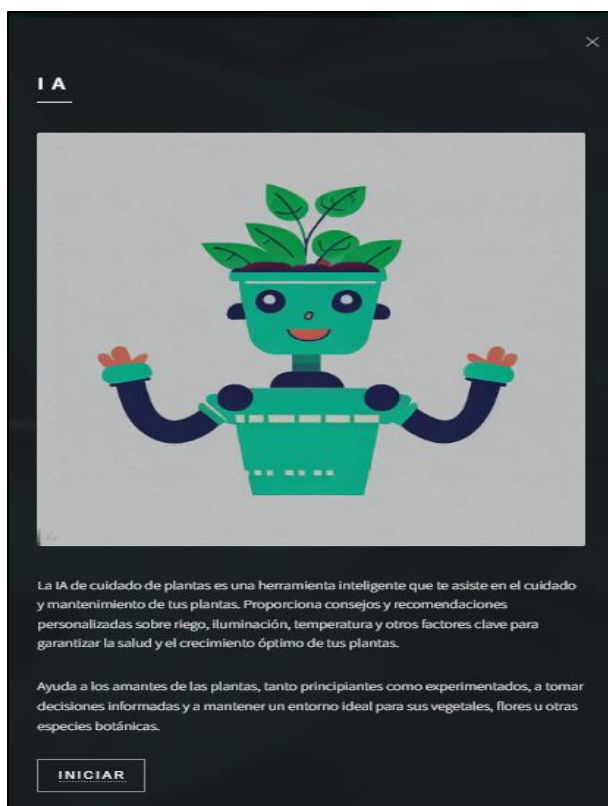 IA
La IA de cuidado de plantas es una herramienta inteligente que te asiste en el cuidado
y mantenimiento de tus plantas. Proporciona consejos y recomendaciones
personalizadas sobre riego, iluminación, temperatura y otros factores clave para
garantizar la salud y el crecimiento óptimo de tus plantas.
Ayuda a los amantes de las plantas, tanto principiantes como experimentados, a tomar
decisiones informadas y a mantener un entorno ideal para sus vegetales, flores u otras
especies botánicas.
INICIAR